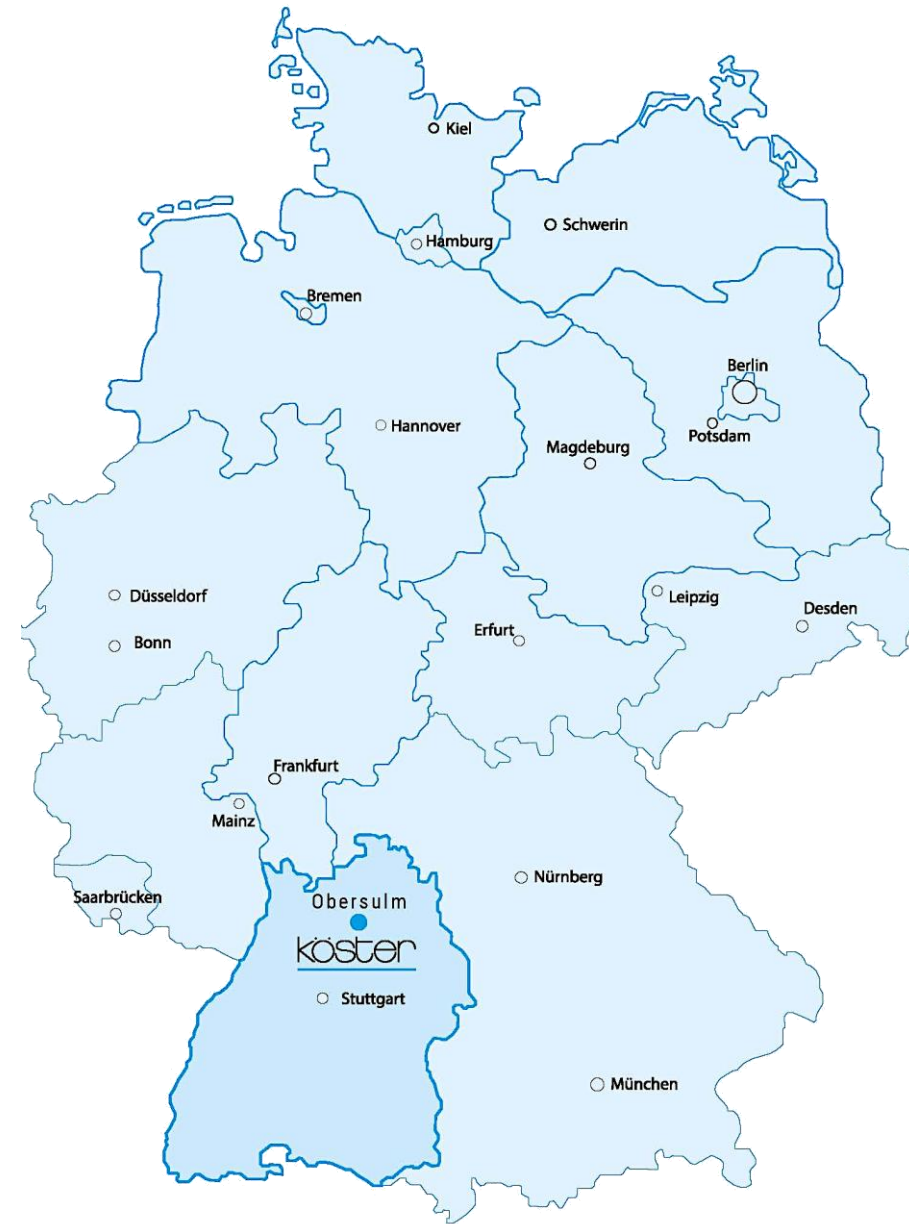 Kiel
Schwerin
Hamburg
Bremen
Berlin
Hannover
Potsdam
Magdeburg
Düsseldorf
Leipzig
Desden
Erfurt
Bonn
Frankfurt
Mainz
Nürnberg
Saarbrücken
Obersulm
köster
Stuttgart
München